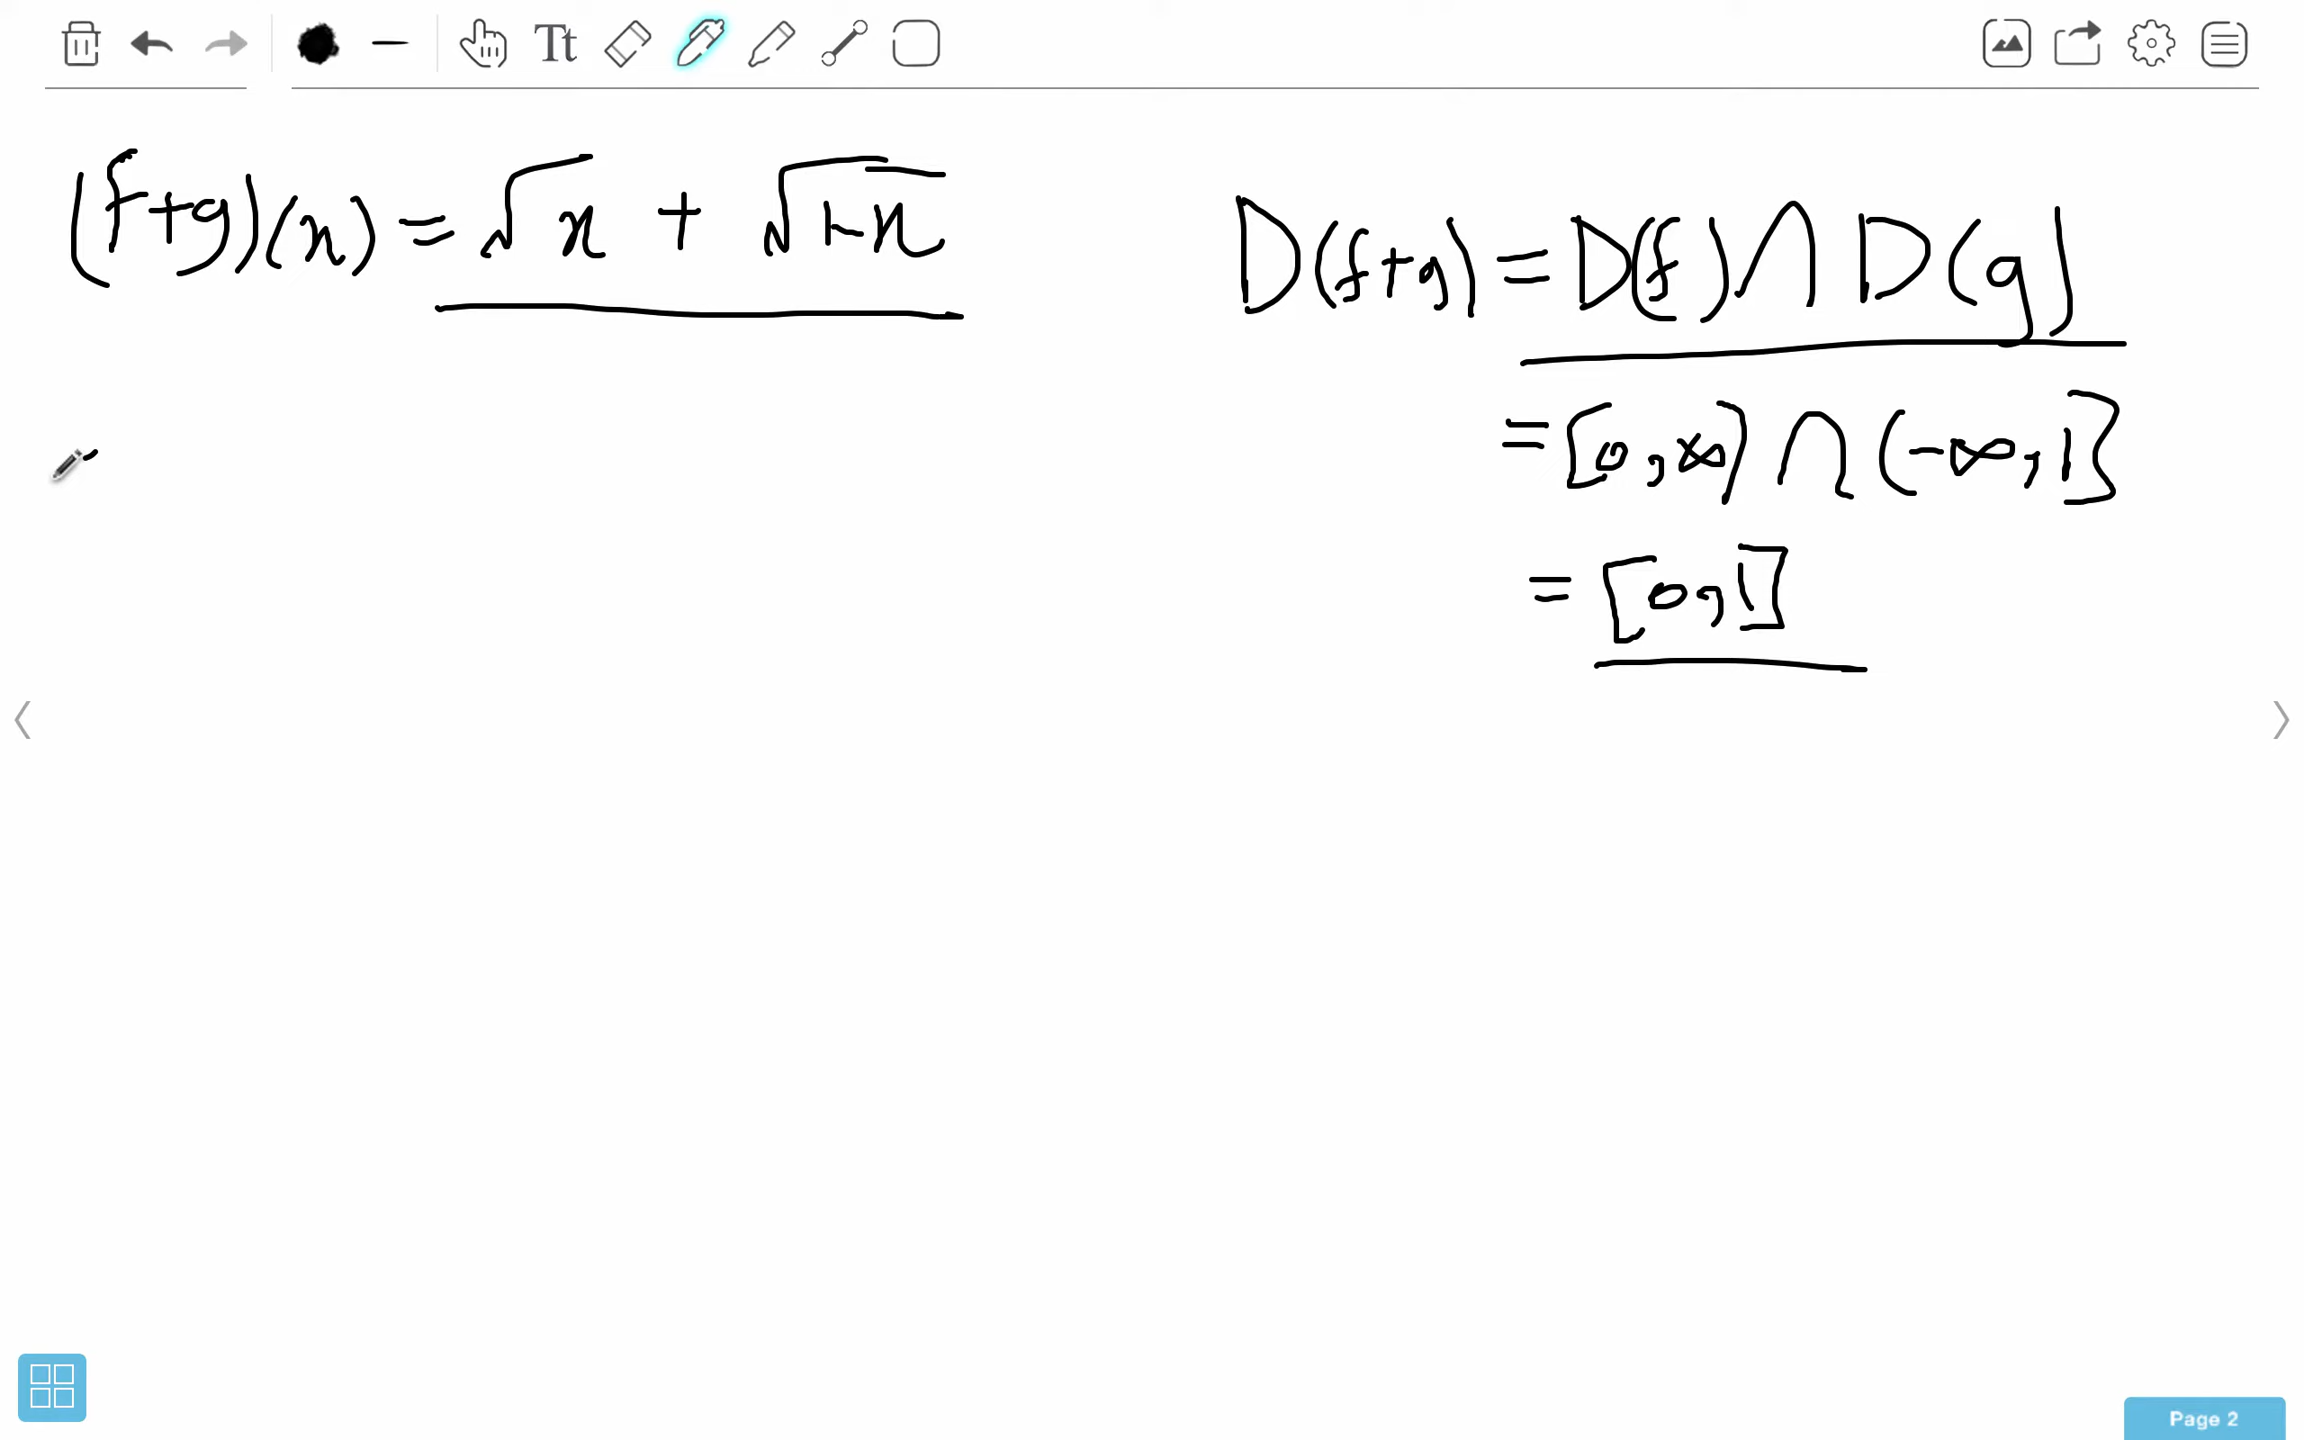 Tt
(f+g)(x) = √x + √1-x
D(f+g) = D(f) ∩ D(g)
= [0,∞) ∩ (-∞,1]
= [0,1]
Page 2